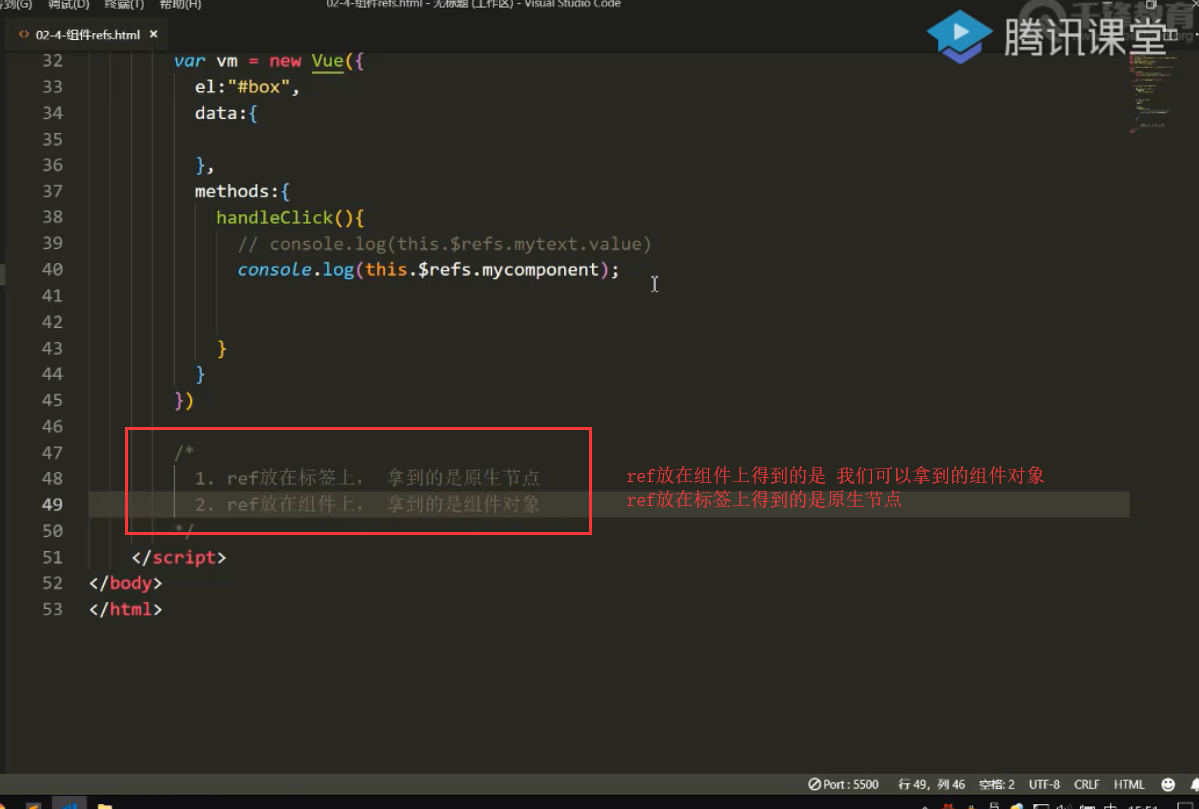 调试(D) 终端(T) 帮助(H)
02-4-组件refs.html - 无标题 (工作区) - Visual Studio Code
千锋教育
腾讯课堂
<> 02-4-组件refs.html ×
32 var vm = new Vue({
33 el:"#box",
34 data:{
35
36 },
37 methods:{
38 handleClick(){
39 // console.log(this.$refs.mytext.value)
40 console.log(this.$refs.mycomponent);
41
42
43 }
44 }
45 })
46
47 /*
48 1. ref放在标签上， 拿到的是原生节点
ref放在组件上得到的是 我们可以拿到的组件对象
49 2. ref放在组件上， 拿到的是组件对象
ref放在标签上得到的是原生节点
50 */
51 </script>
52 </body>
53 </html>
Port : 5500 行 49，列 46 空格: 2 UTF-8 CRLF HTML